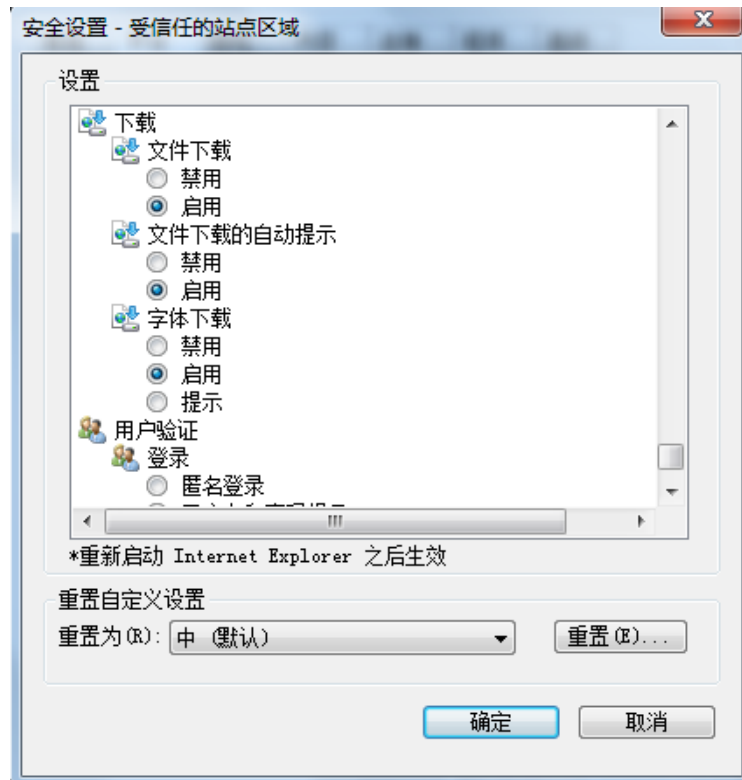 安全设置 - 受信任的站点区域
设置
下载
文件下载
禁用
启用
文件下载的自动提示
禁用
启用
字体下载
禁用
启用
提示
用户验证
登录
匿名登录
*重新启动 Internet Explorer 之后生效
重置自定义设置
重置为(R): 中 (默认) 重置(E)...
确定 取消